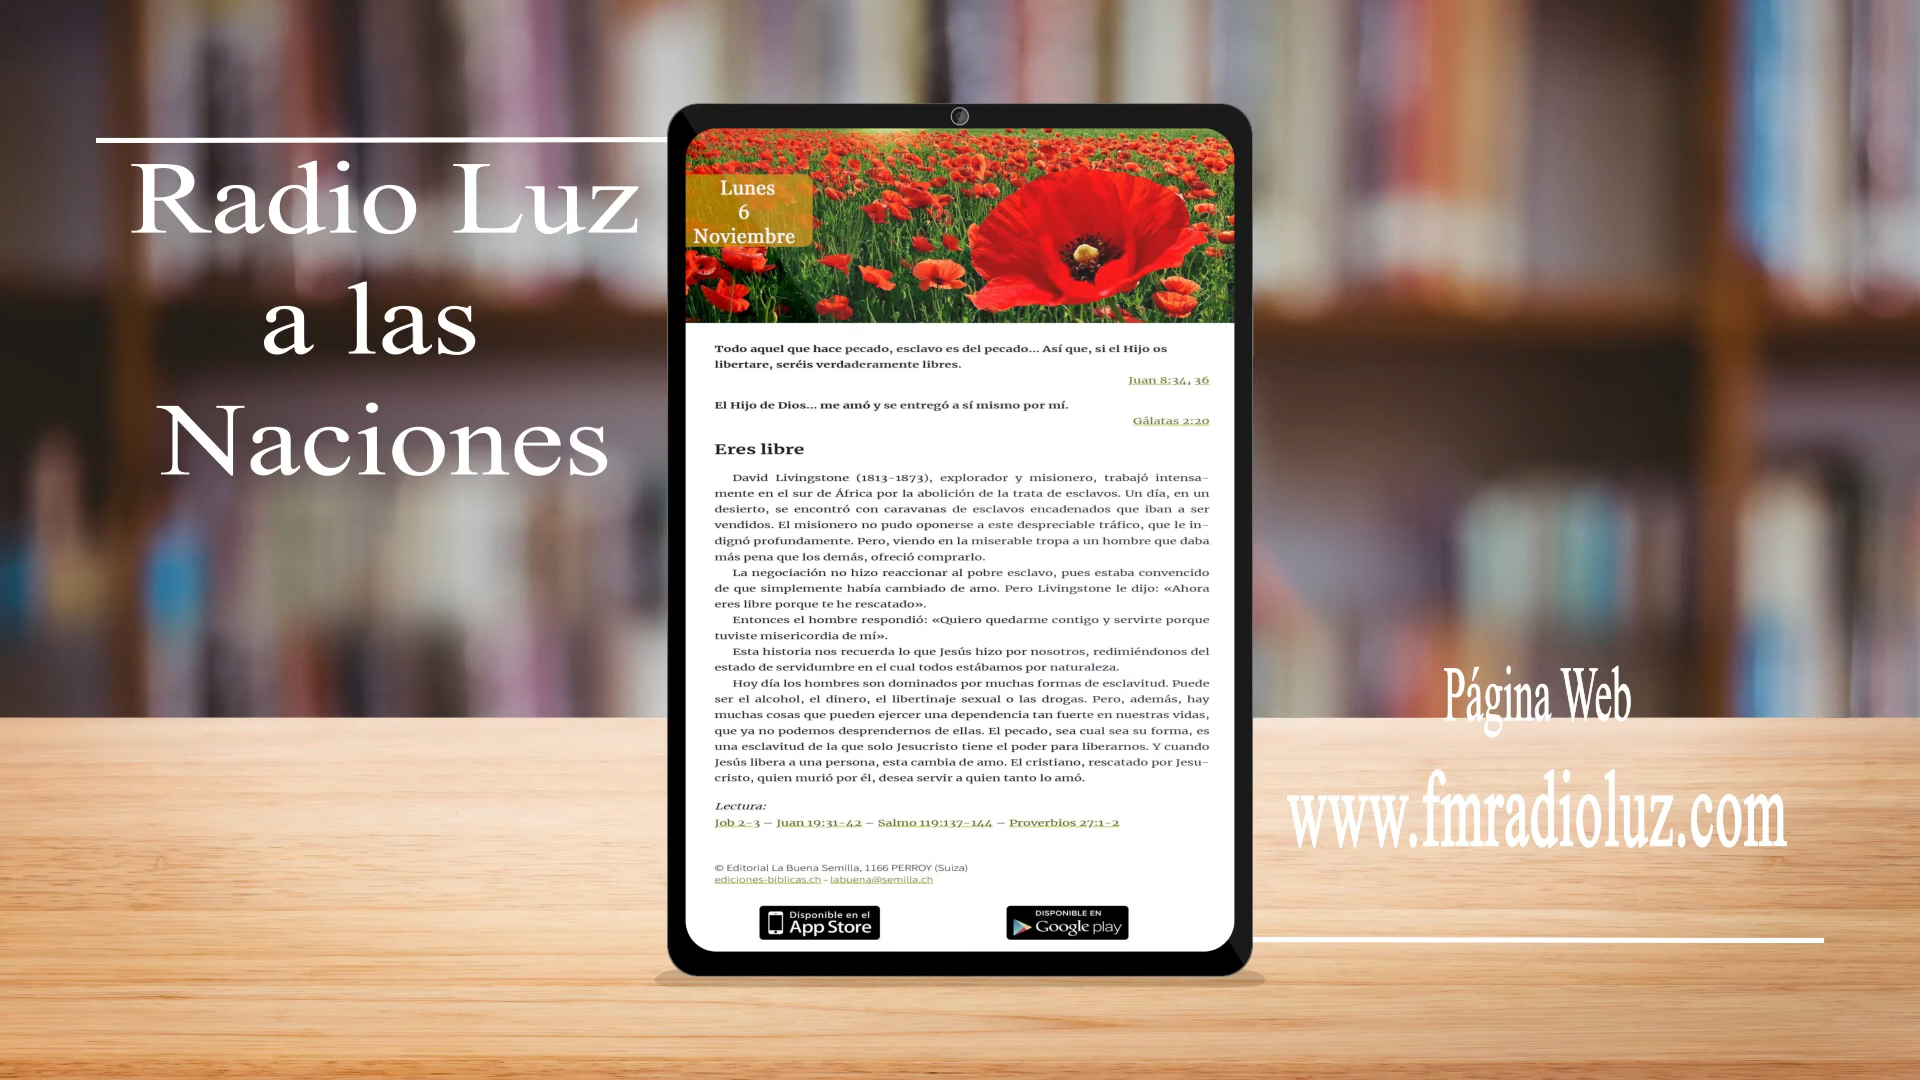 Radio Luz
a las
Naciones
Lunes
6
Noviembre
Todo aquel que hace pecado, esclavo es del pecado... Así que, si el Hijo os
libertare, seréis verdaderamente libres.
Juan 8:34, 36
El Hijo de Dios... me amó y se entregó a sí mismo por mí.
Gálatas 2:20
Eres libre
David Livingstone (1813-1873), explorador y misionero, trabajó intensa-
mente en el sur de África por la abolición de la trata de esclavos. Un día, en un
desierto, se encontró con caravanas de esclavos encadenados que iban a ser
vendidos. El misionero no pudo oponerse a este despreciable tráfico, que le in-
dignó profundamente. Pero, viendo en la miserable tropa a un hombre que daba
más pena que los demás, ofreció comprarlo.
La negociación no hizo reaccionar al pobre esclavo, pues estaba convencido
de que simplemente había cambiado de amo. Pero Livingstone le dijo: «Ahora
eres libre porque te he rescatado».
Entonces el hombre respondió: «Quiero quedarme contigo y servirte porque
tuviste misericordia de mí».
Esta historia nos recuerda lo que Jesús hizo por nosotros, redimiéndonos del
estado de servidumbre en el cual todos estábamos por naturaleza.
Hoy día los hombres son dominados por muchas formas de esclavitud. Puede
ser el alcohol, el dinero, el libertinaje sexual o las drogas. Pero, además, hay
muchas cosas que pueden ejercer una dependencia tan fuerte en nuestras vidas,
que ya no podemos desprendernos de ellas. El pecado, sea cual sea su forma, es
una esclavitud de la que solo Jesucristo tiene el poder para liberarnos. Y cuando
Jesús libera a una persona, esta cambia de amo. El cristiano, rescatado por Jesu-
cristo, quien murió por él, desea servir a quien tanto lo amó.
Lectura:
Job 2-3 – Juan 19:31-42 – Salmo 119:137-144 – Proverbios 27:1-2
© Editorial La Buena Semilla, 1166 PERROY (Suiza)
ediciones-biblicas.ch - labuena@semilla.ch
Disponible en el
App Store
DISPONIBLE EN
Google play
Página Web
www.fmradioluz.com